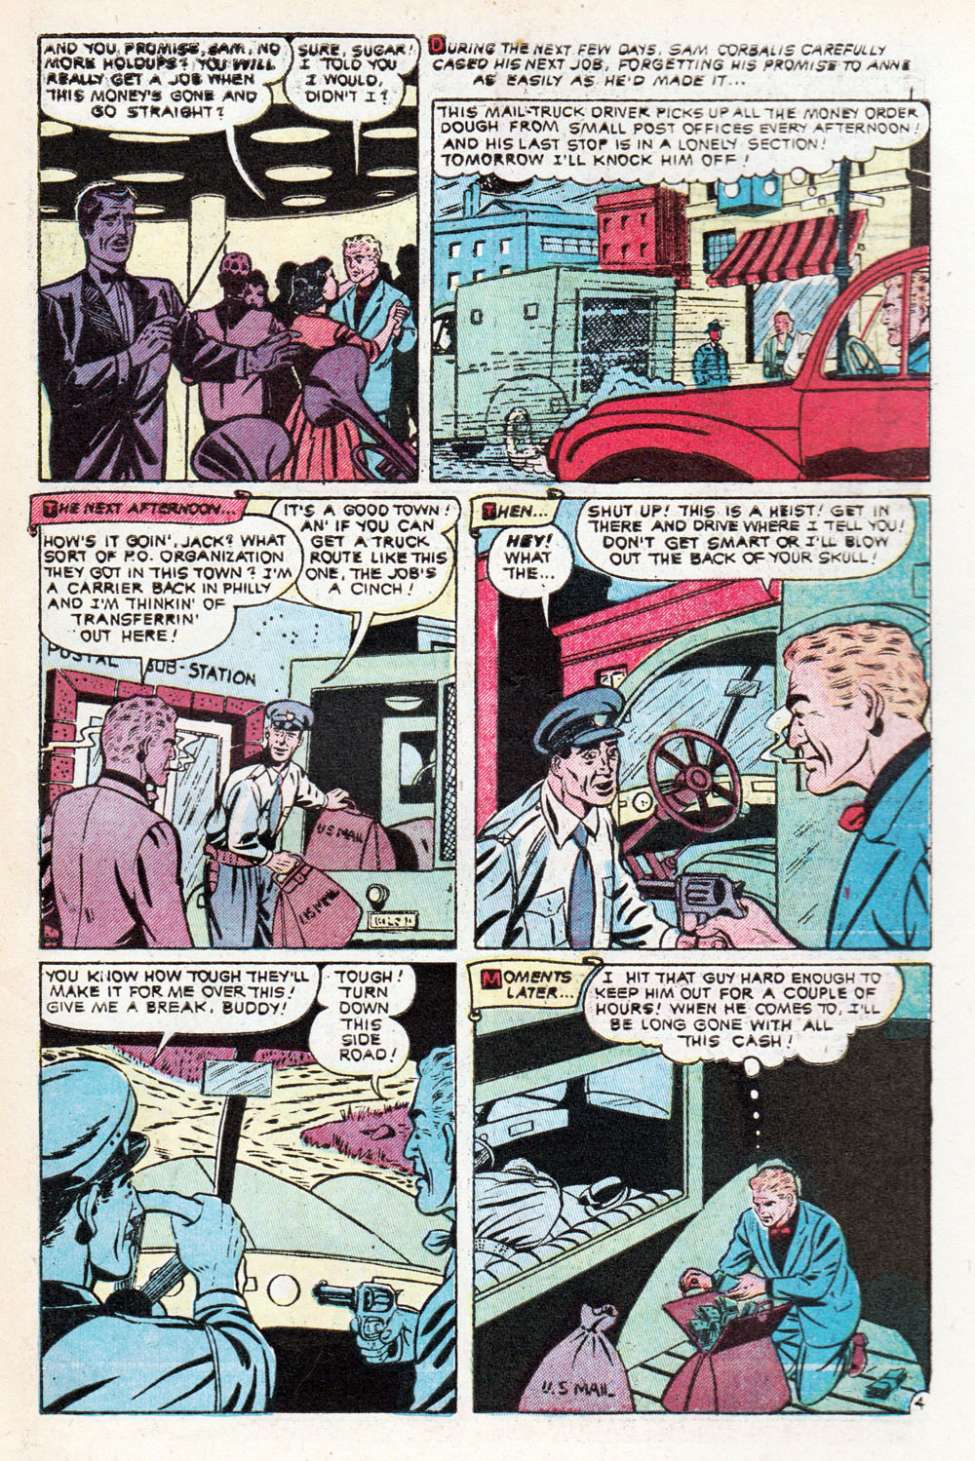 AND YOU PROMISE, SAM, NO
MORE HOLDUPS? YOU WILL
REALLY GET A JOB WHEN
THIS MONEY'S GONE AND
GO STRAIGHT?
SURE, SUGAR!
I TOLD YOU
I WOULD,
DIDN'T I?
DURING THE NEXT FEW DAYS, SAM CORBALIS CAREFULLY
CASED HIS NEXT JOB, FORGETTING HIS PROMISE TO ANNE
AS EASILY AS HE'D MADE IT...
THIS MAIL-TRUCK DRIVER PICKS UP ALL THE MONEY ORDER
DOUGH FROM SMALL POST OFFICES EVERY AFTERNOON!
AND HIS LAST STOP IS IN A LONELY SECTION!
TOMORROW I'LL KNOCK HIM OFF!
THE NEXT AFTERNOON...
HOW'S IT GOIN', JACK? WHAT
SORT OF P.O. ORGANIZATION
THEY GOT IN THIS TOWN? I'M
A CARRIER BACK IN PHILLY
AND I'M THINKIN' OF
TRANSFERRIN'
OUT HERE!
IT'S A GOOD TOWN!
AN' IF YOU CAN
GET A TRUCK
ROUTE LIKE THIS
ONE, THE JOB'S
A CINCH!
POSTAL SUB-STATION
U.S MAIL
U.S MAIL
THEN...
HEY!
WHAT
THE...
SHUT UP! THIS IS A HEIST! GET IN
THERE AND DRIVE WHERE I TELL YOU!
DON'T GET SMART OR I'LL BLOW
OUT THE BACK OF YOUR SKULL!
YOU KNOW HOW TOUGH THEY'LL
MAKE IT FOR ME OVER THIS!
GIVE ME A BREAK, BUDDY!
TOUGH!
TURN
DOWN
THIS
SIDE
ROAD!
MOMENTS
LATER...
I HIT THAT GUY HARD ENOUGH TO
KEEP HIM OUT FOR A COUPLE OF
HOURS! WHEN HE COMES TO, I'LL
BE LONG GONE WITH ALL
THIS CASH!
U.S MAIL
4